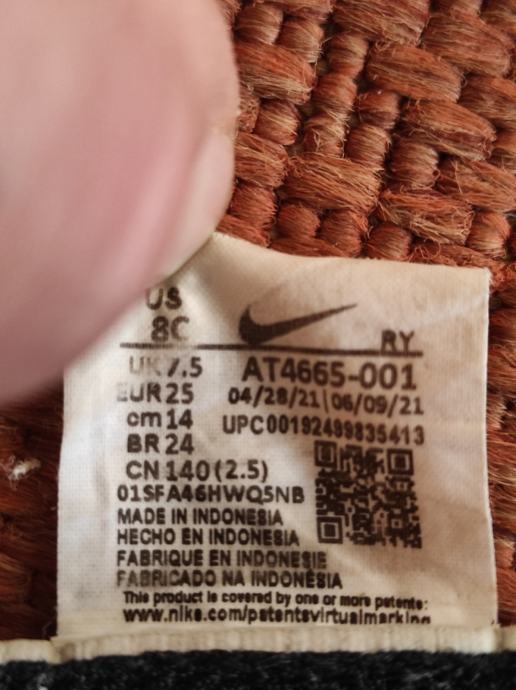 US
8C
RY
UK 7.5
EUR 25
cm 14
BR 24
CN 140 (2.5)
AT4665-001
04/28/21|06/09/21
UPC00192499835413
01SFA46HWQ5NB
MADE IN INDONESIA
HECHO EN INDONESIA
FABRIQUE EN INDONESIE
FABRICADO NA INDONÉSIA
This product is covered by one or more patents:
www.nike.com/patentsvirtualmarking